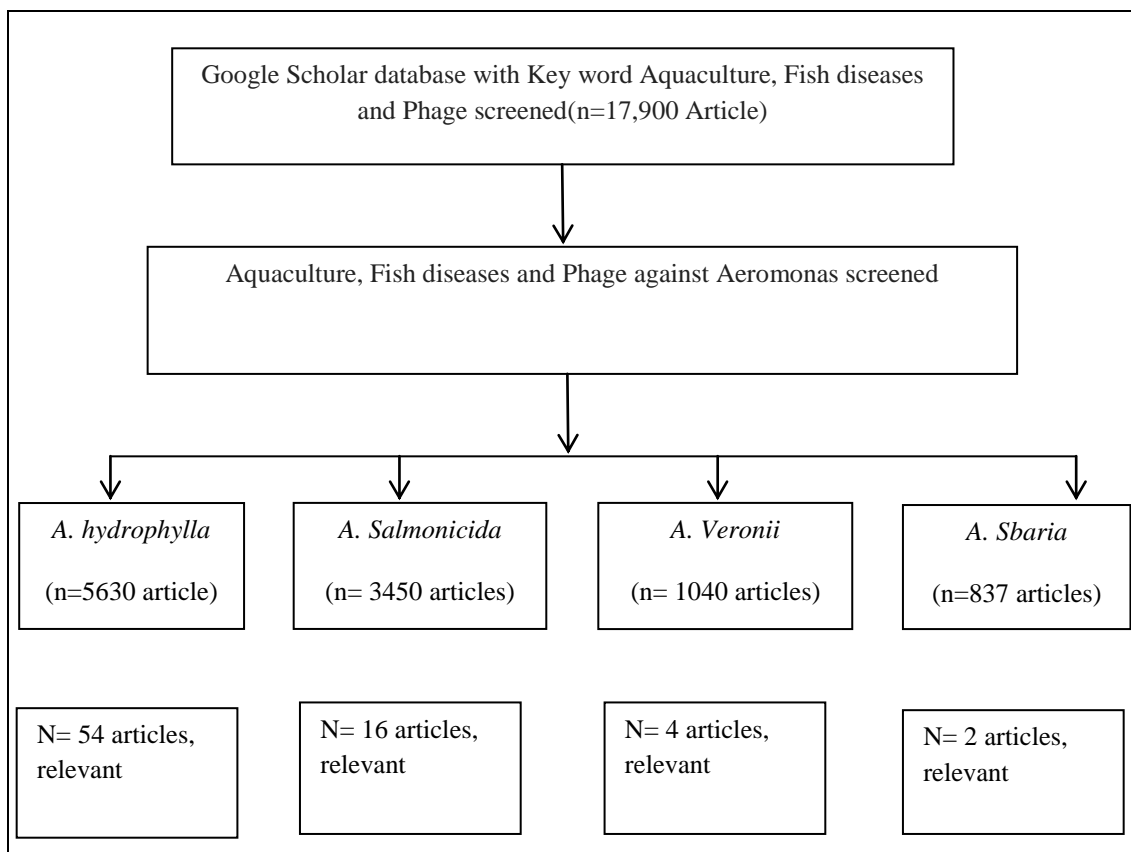 Google Scholar database with Key word Aquaculture, Fish diseases
and Phage screened(n=17,900 Article)
Aquaculture, Fish diseases and Phage against Aeromonas screened
A. hydrophylla
(n=5630 article)
A. Salmonicida
(n= 3450 articles)
A. Veronii
(n= 1040 articles)
A. Sbaria
(n=837 articles)
N= 54 articles,
relevant
N= 16 articles,
relevant
N= 4 articles,
relevant
N= 2 articles,
relevant